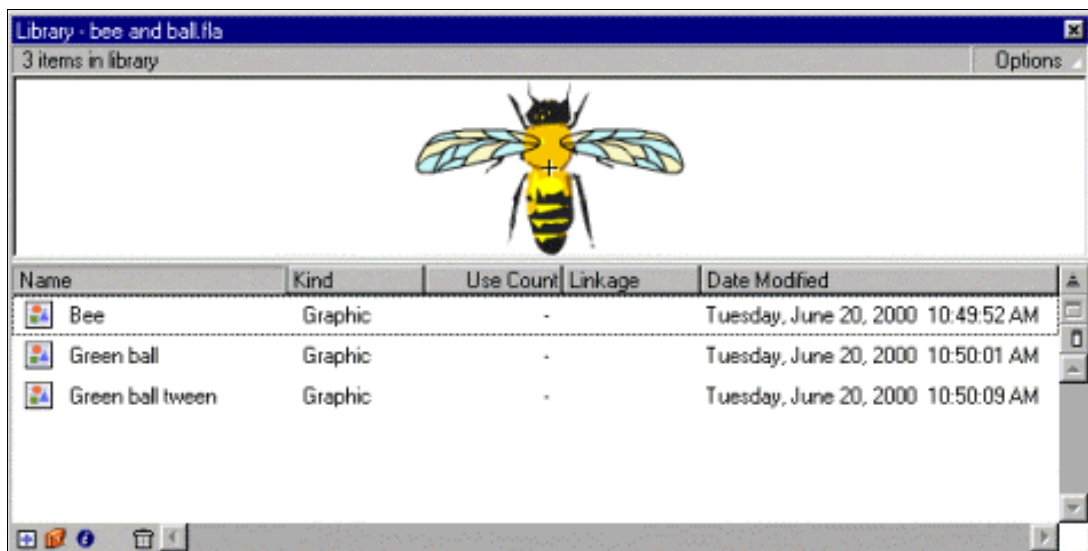 Library - bee and ball.fla
3 items in library Options
Name Kind Use Count Linkage Date Modified
Bee Graphic - Tuesday, June 20, 2000 10:49:52 AM
Green ball Graphic - Tuesday, June 20, 2000 10:50:01 AM
Green ball tween Graphic - Tuesday, June 20, 2000 10:50:09 AM